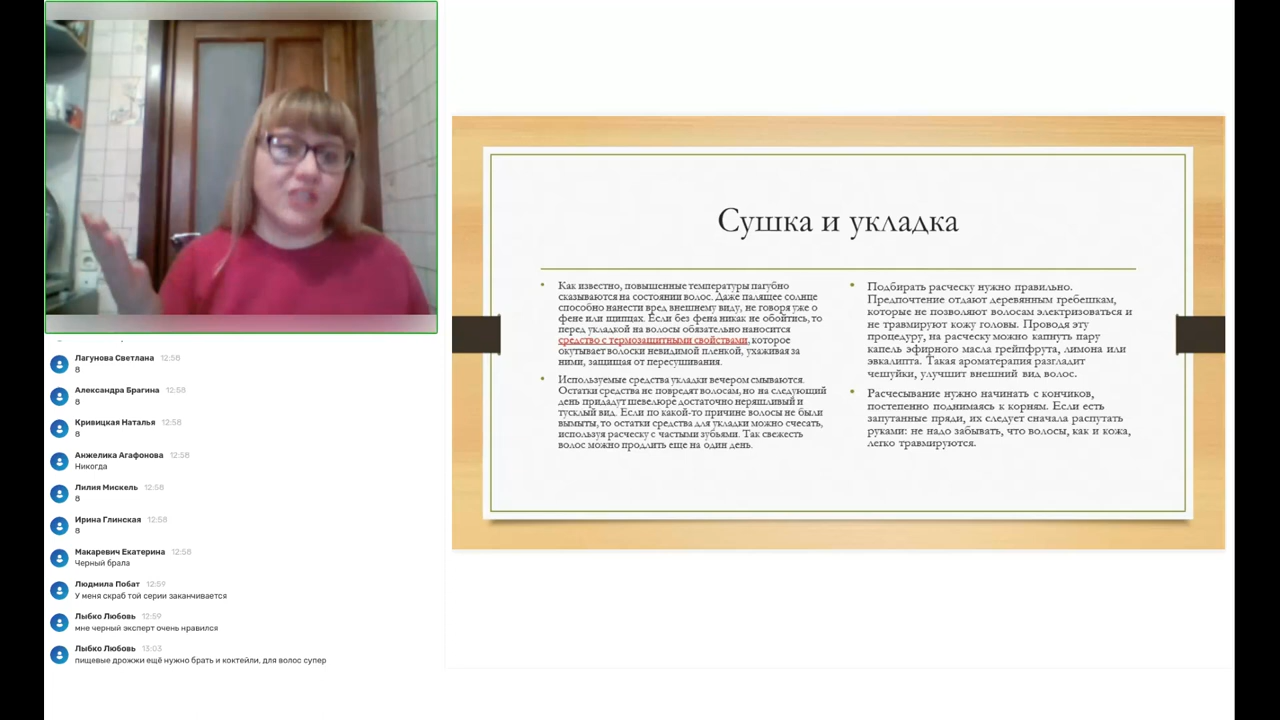 Лагунова Светлана 12:58
8
Александра Брагина 12:58
8
Кривицкая Наталья 12:58
8
Анжелика Агафонова 12:58
Никогда
Лилия Мискель 12:58
8
Ирина Глинская 12:58
8
Макаревич Екатерина 12:58
Черный брала
Людмила Побат 12:59
У меня скраб той серии заканчивается
Лыбко Любовь 12:59
мне черный эксперт очень нравился
Лыбко Любовь 13:03
пищевые дрожжи ещё нужно брать и коктейли, для волос супер
Сушка и укладка
• Как известно, повышенные температуры пагубно
сказываются на состоянии волос. Даже палящее солнце
способно нанести вред внешнему виду, не говоря уже о
фене или щипцах. Если без фена никак не обойтись, то
перед укладкой на волосы обязательно наносится
средство с термозащитными свойствами, которое
окутывает волоски невидимой пленкой, ухаживая за
ними, защищая от пересушивания.
• Используемые средства укладки вечером смываются.
Остатки средства не повредят волосам, но на следующий
день придадут шевелюре достаточно неряшливый и
тусклый вид. Если по какой-то причине волосы не были
вымыты, то остатки средства для укладки можно счесать,
используя расческу с частыми зубьями. Так свежесть
волос можно продлить еще на один день.
• Подбирать расческу нужно правильно.
Предпочтение отдают деревянным гребешкам,
которые не позволяют волосам электризоваться и
не травмируют кожу головы. Проводя эту
процедуру, на расческу можно капнуть пару
капель эфирного масла грейпфрута, лимона или
эвкалипта. Такая ароматерапия разгладит
чешуйки, улучшит внешний вид волос.
• Расчесывание нужно начинать с кончиков,
постепенно поднимаясь к корням. Если есть
запутанные пряди, их следует сначала распутать
руками: не надо забывать, что волосы, как и кожа,
легко травмируются.